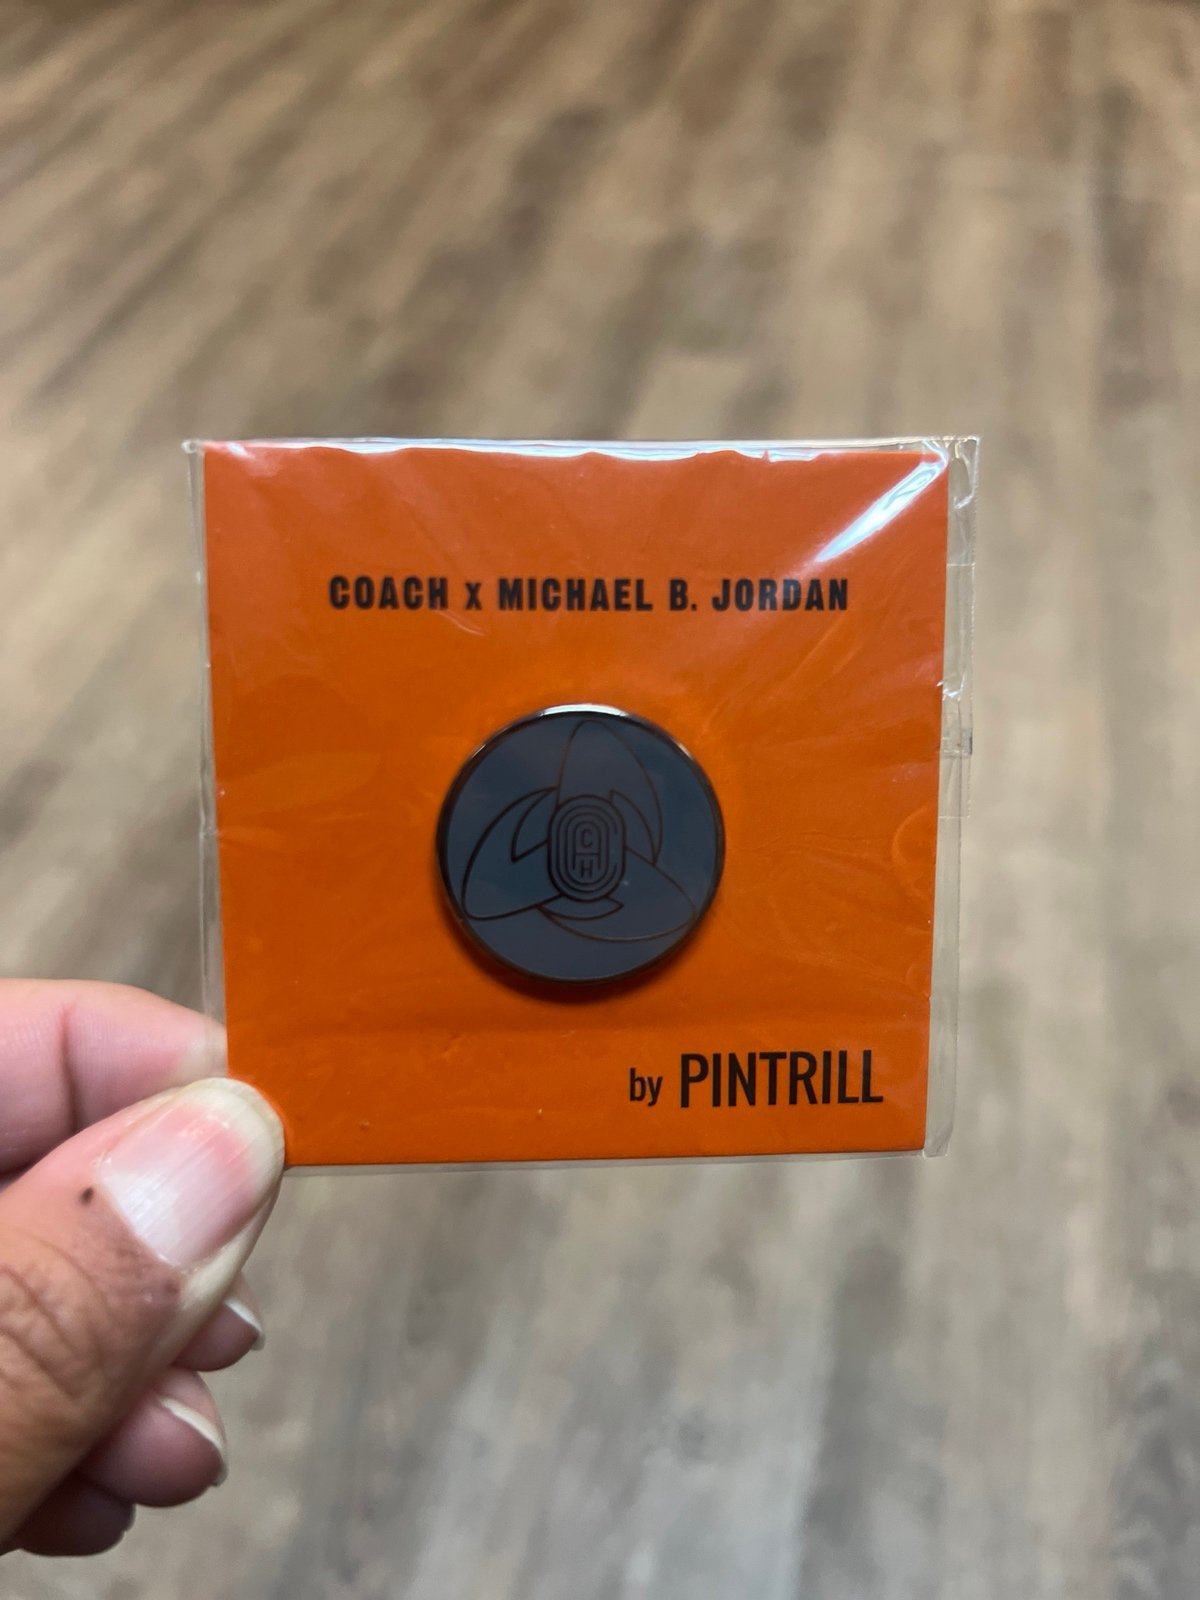 COACH x MICHAEL B. JORDAN
C
H
by PINTRILL